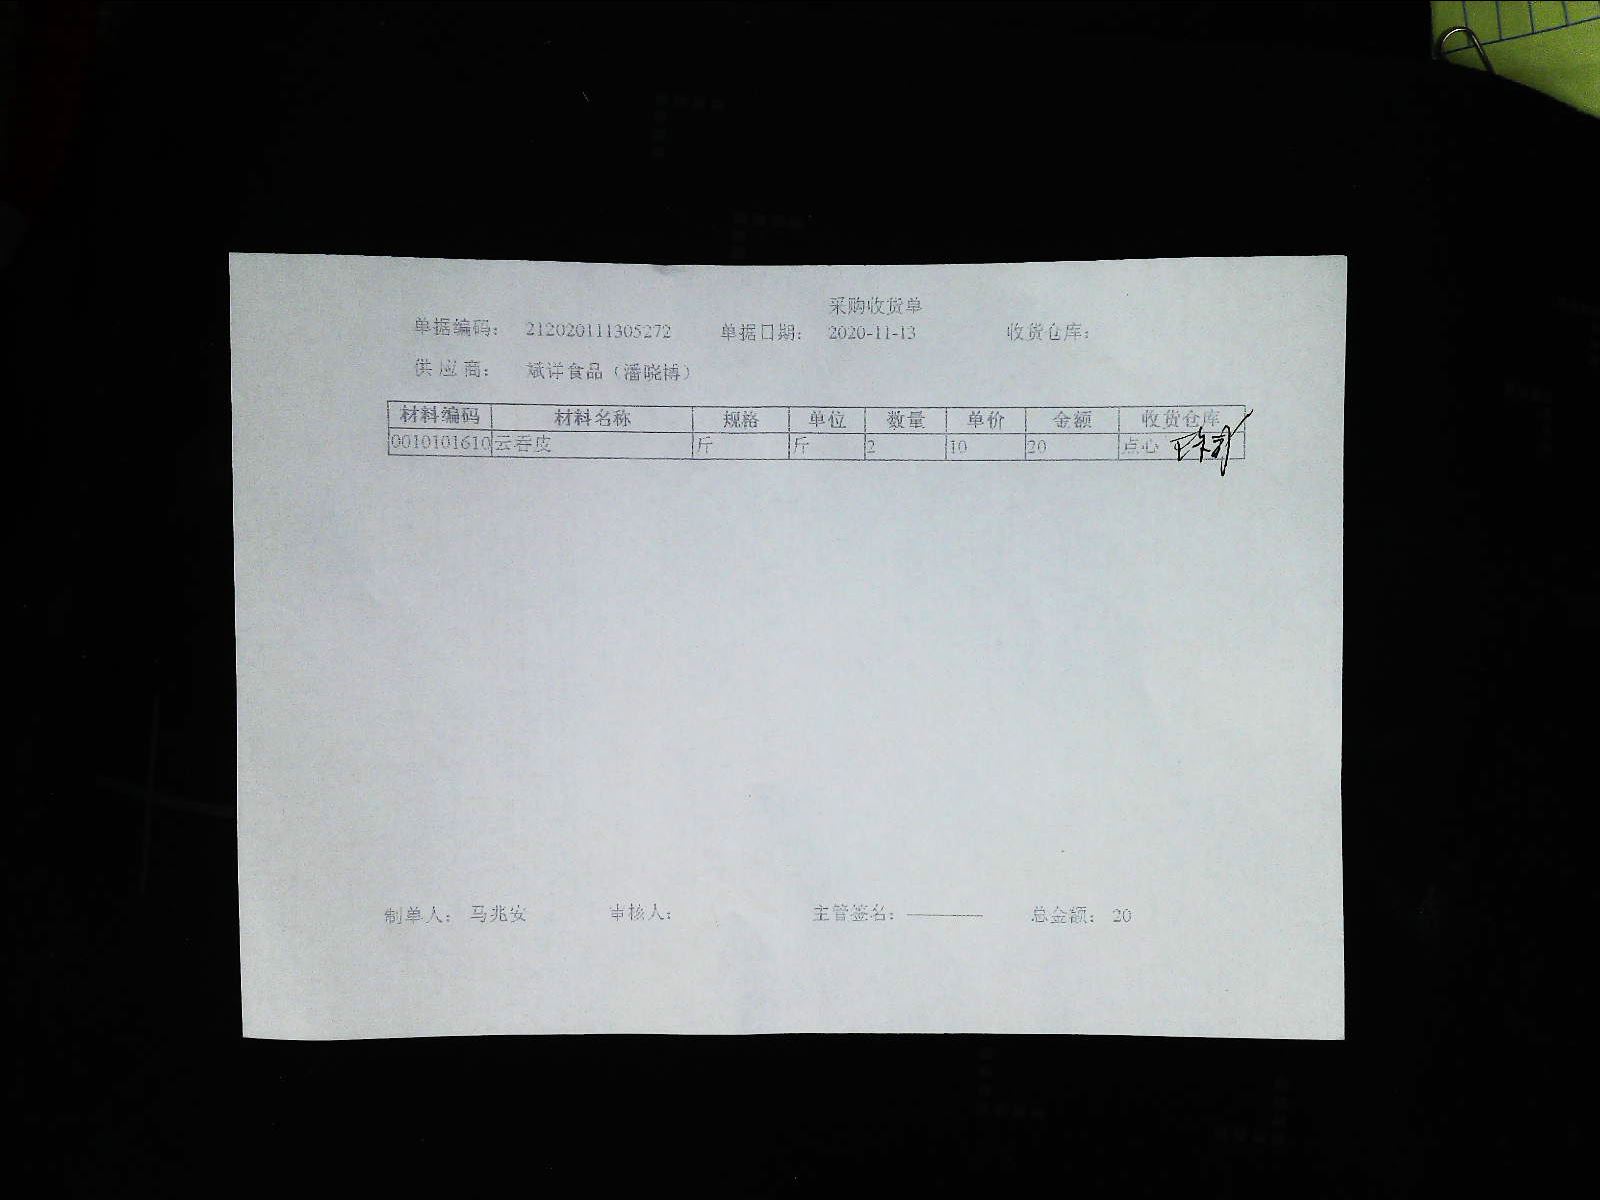 采购收货单
单据编码： 212020111305272 单据日期： 2020-11-13 收货仓库：
供 应 商： 斌详食品（潘晓博）
材料编码 材料名称 规格 单位 数量 单价 金额 收货仓库
0010101610 云吞皮 斤 斤 2 10 20 点心
制单人： 马兆安 审核人： 主管签名： 总金额： 20